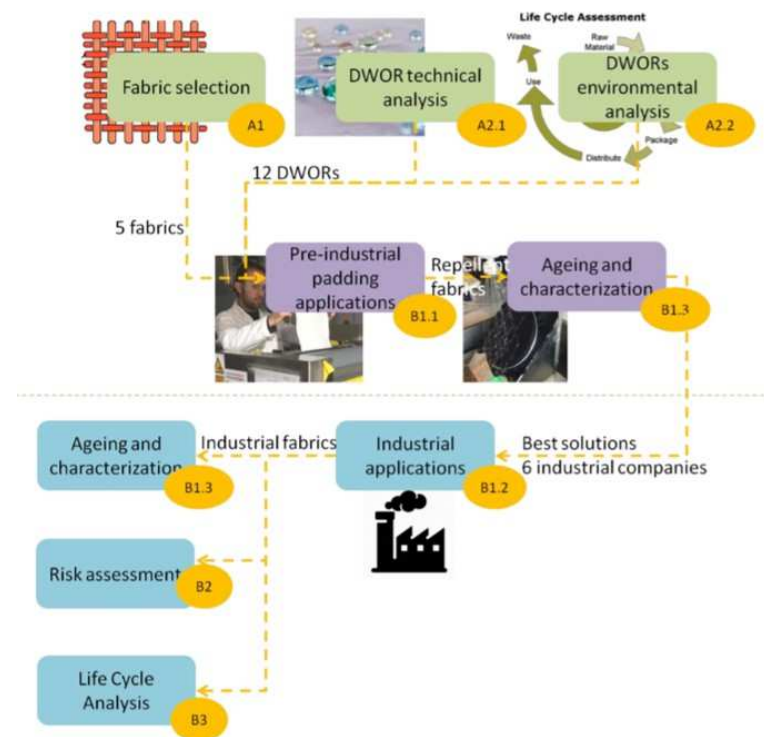 Life Cycle Assessment
Waste
Raw
Material
Use
Package
Distribute
Fabric selection
A1
DWOR technical
analysis
A2.1
DWORs
environmental
analysis
A2.2
12 DWORs
5 fabrics
Pre-industrial
padding
applications
B1.1
Repellent
fabrics
Ageing and
characterization
B1.3
Best solutions
6 industrial companies
Industrial
applications
B1.2
Industrial fabrics
Ageing and
characterization
B1.3
Risk assessment
B2
Life Cycle
Analysis
B3